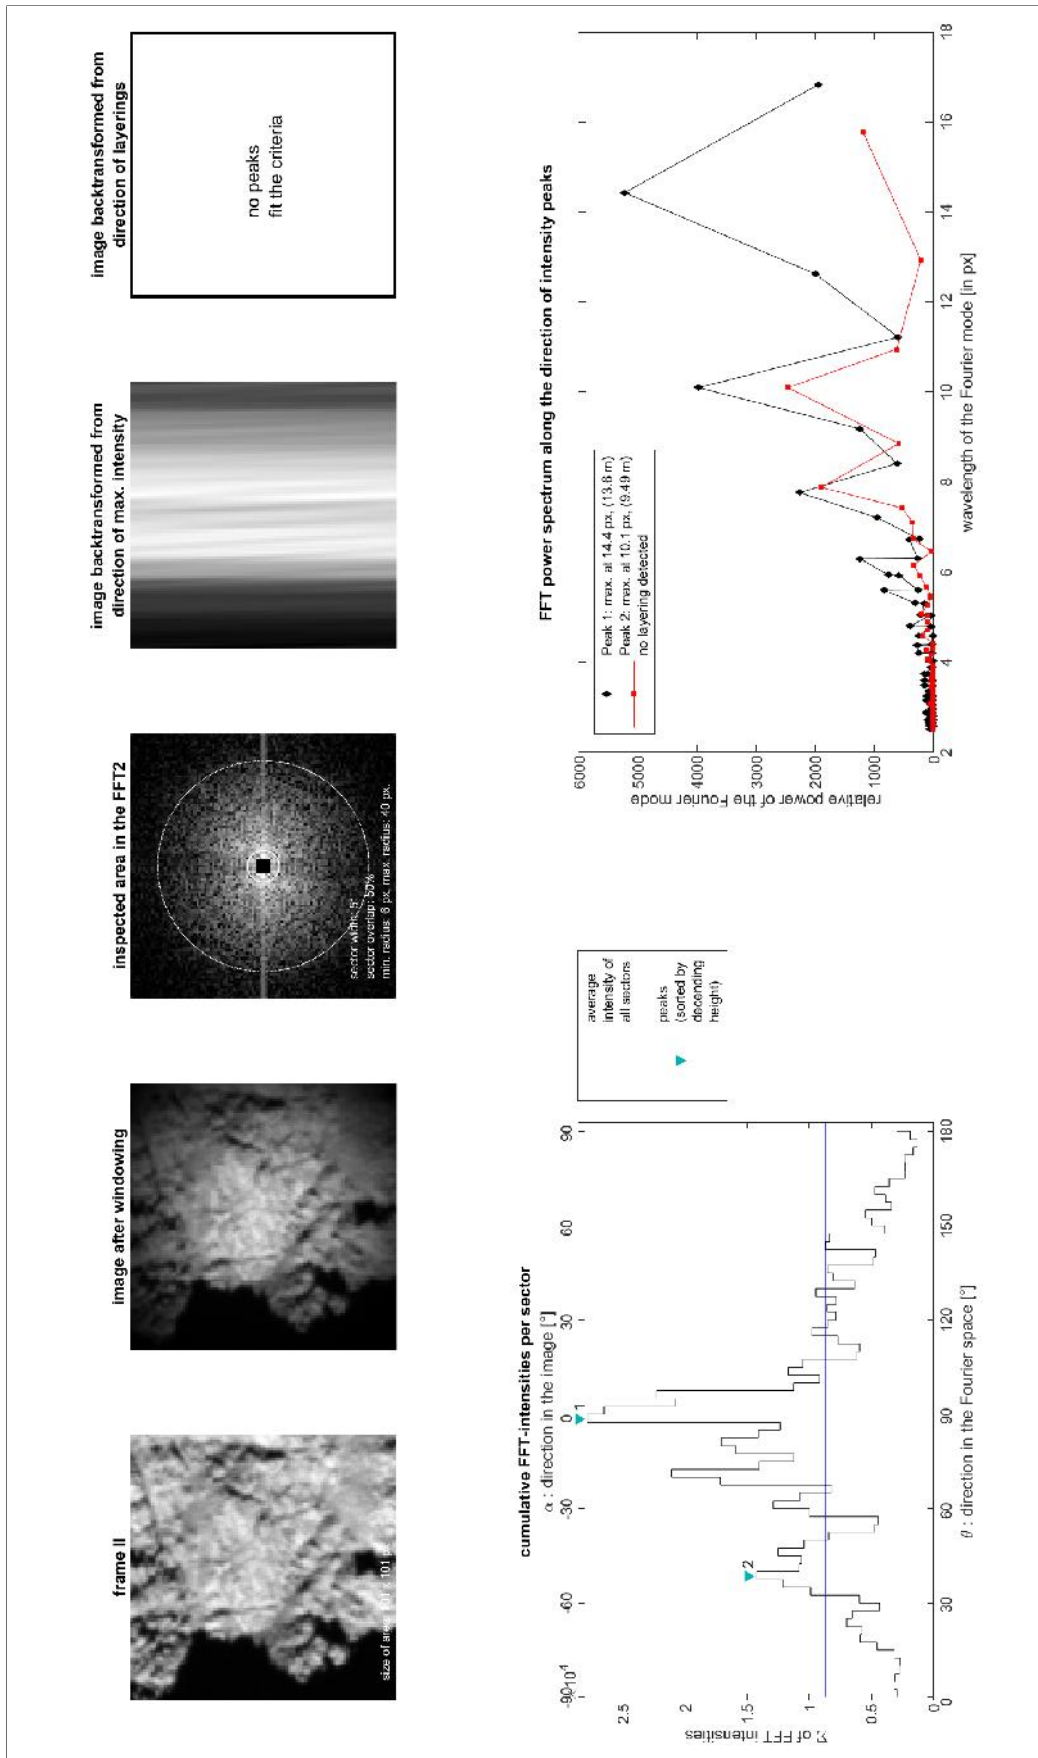 frame II
size of area: 101 x 101 px
image after windowing
inspected area in the FFT2
sector width: 5°
sector overlap: 50%
min. radius: 6 px, max. radius: 40 px.
image backtransformed from
direction of max. intensity
image backtransformed from
direction of layerings
no peaks
fit the criteria
cumulative FFT-intensities per sector
α : direction in the image [°]
-90 -60 -30 0 30 60 90
10⁴
2.5
2
1.5
1
0.5
0
Σ of FFT intensities
1
2
0 30 60 90 120 150 180
θ : direction in the Fourier space [°]
average
intensity of
all sectors
peaks
(sorted by
decending
height)
FFT power spectrum along the direction of intensity peaks
Peak 1: max. at 14.4 px, (13.6 m)
Peak 2: max. at 10.1 px, (9.49 m)
no layering detected
6000
5000
4000
3000
2000
1000
0
relative power of the Fourier mode
2 4 6 8 10 12 14 16 18
wavelength of the Fourier mode [in px]